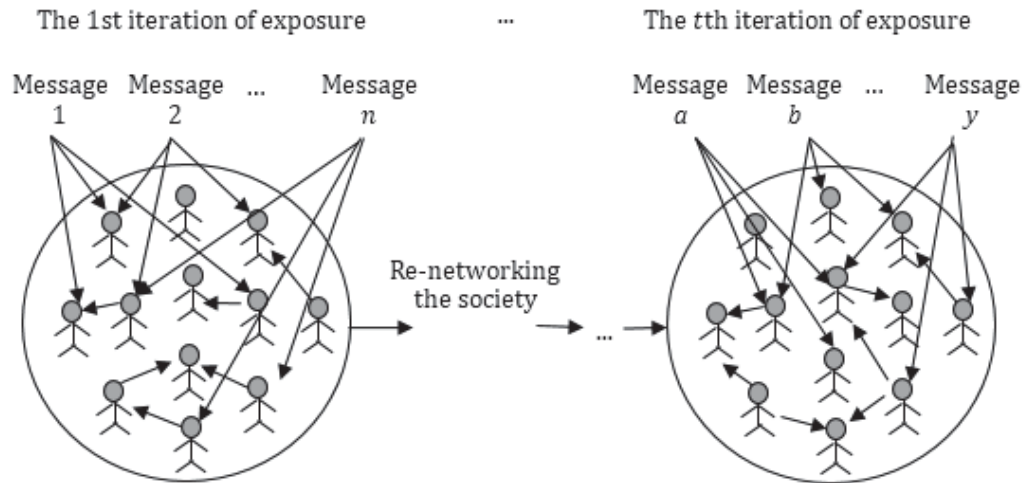 The 1st iteration of exposure ... The tth iteration of exposure
Message Message ... Message Message Message ... Message
1 2 n a b y
Re-networking
the society
...